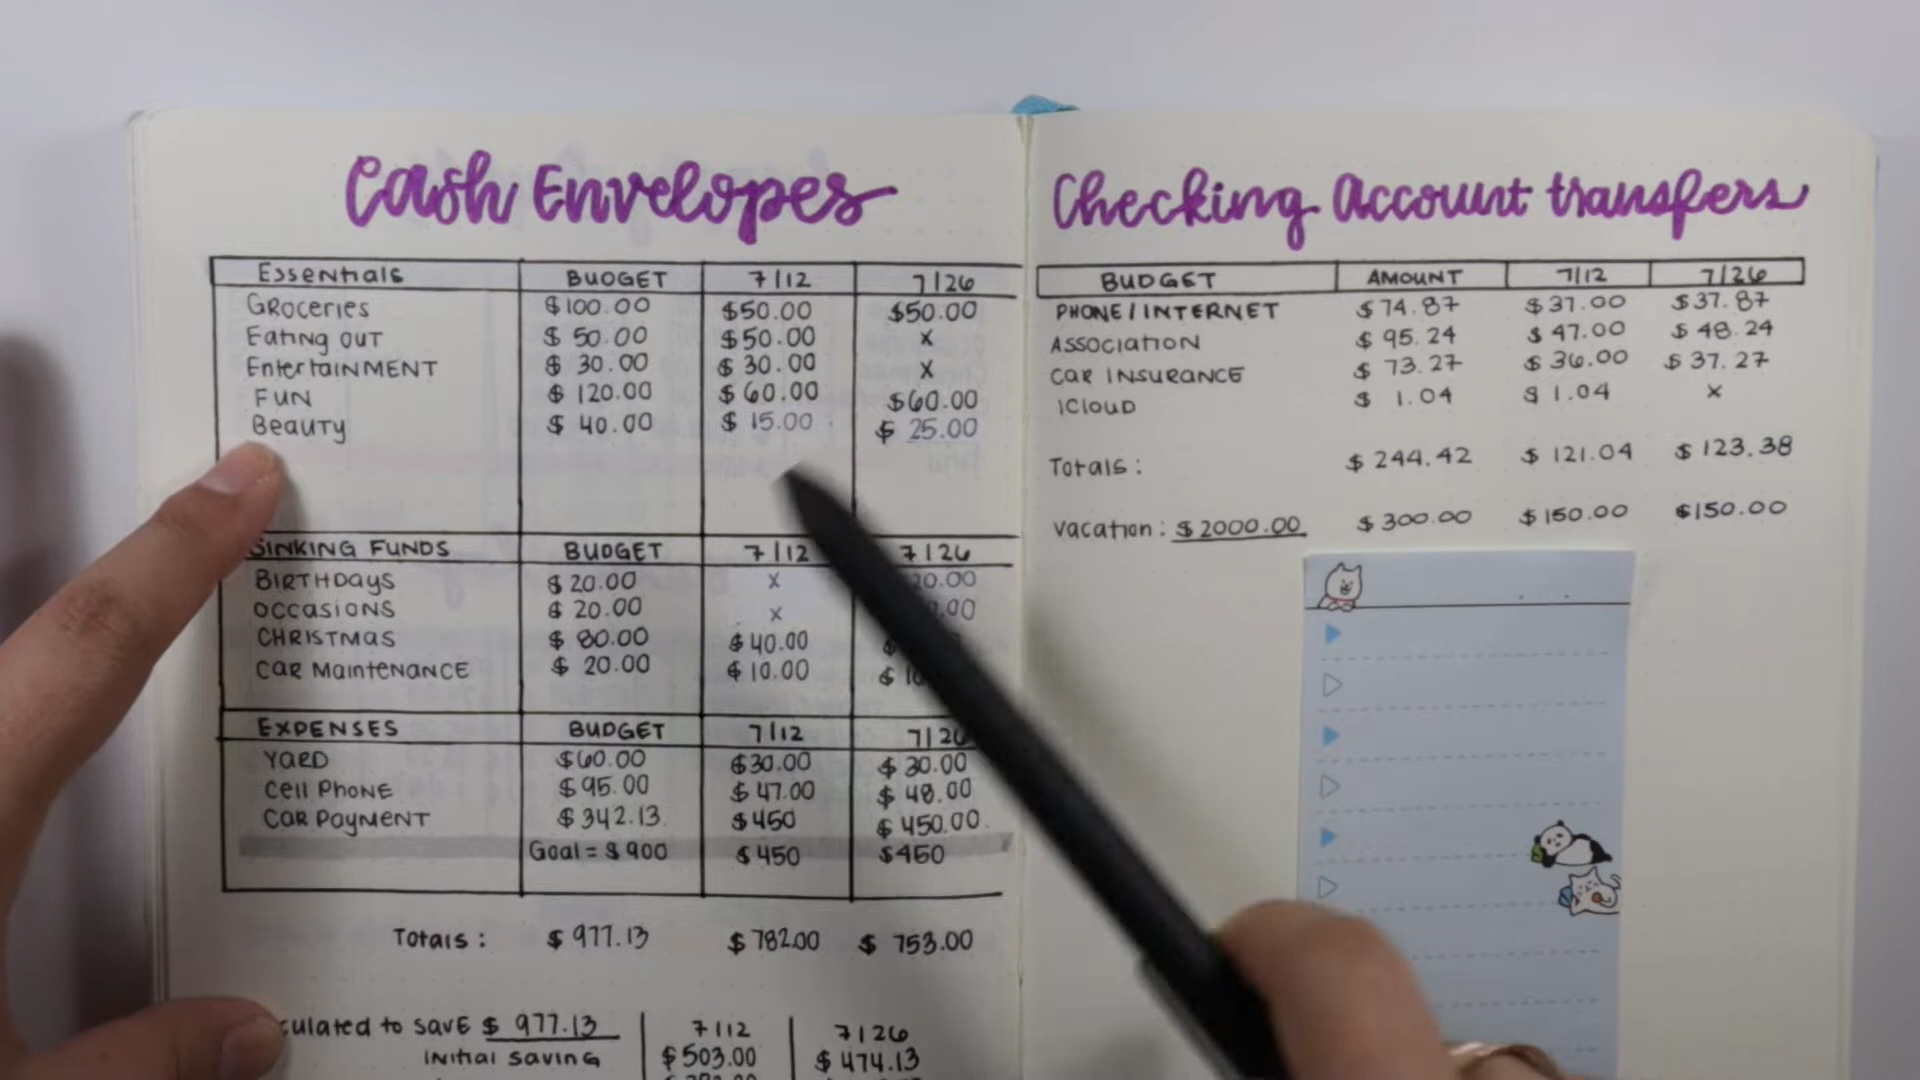 Cash Envelopes
Essentials BUDGET 7/12 7/26
GROCERIES $100.00 $50.00 $50.00
Eating OUT $50.00 $50.00 x
EntertaiNMENT $30.00 $30.00 x
FUN $120.00 $60.00 $60.00
Beauty $40.00 $15.00 $25.00
SINKING FUNDS BUDGET 7/12 7/26
BIRTHDays $20.00 x
OCCASIONS $20.00 x
CHRISTMAS $80.00 $40.00
CAR MaintENANCE $20.00 $10.00
EXPENSES BUDGET 7/12 7/26
YARD $60.00 $30.00 $30.00
Cell PHONE $95.00 $47.00 $48.00
CAR PaYMENT $342.13 $450 $450.00
Goal = $900 $450 $450
Totals: $977.13 $782.00 $753.00
culated to save $977.13 7/12 7/26
initial saving $503.00 $474.13
Checking Account transfers
BUDGET AMOUNT 7/12 7/26
PHONE/INTERNET $74.87 $37.00 $37.87
ASSOCIATION $95.24 $47.00 $48.24
CAR INSURANCE $73.27 $36.00 $37.27
iCloud $1.04 $1.04 x
Totals: $244.42 $121.04 $123.38
Vacation: $2000.00 $300.00 $150.00 $150.00